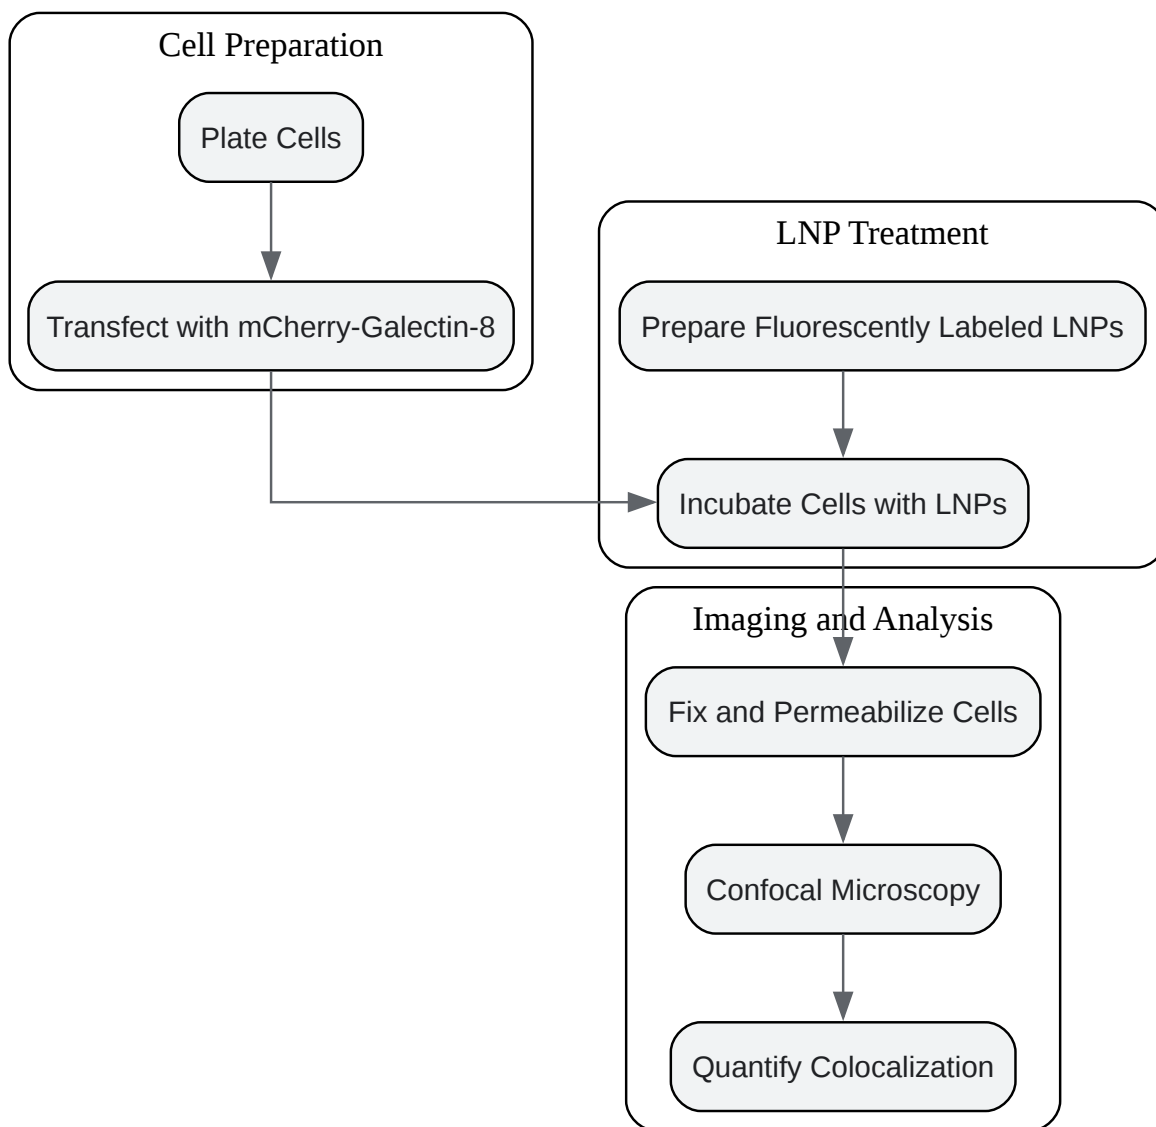 Cell Preparation
Plate Cells
Transfect with mCherry-Galectin-8
LNP Treatment
Prepare Fluorescently Labeled LNPs
Incubate Cells with LNPs
Imaging and Analysis
Fix and Permeabilize Cells
Confocal Microscopy
Quantify Colocalization